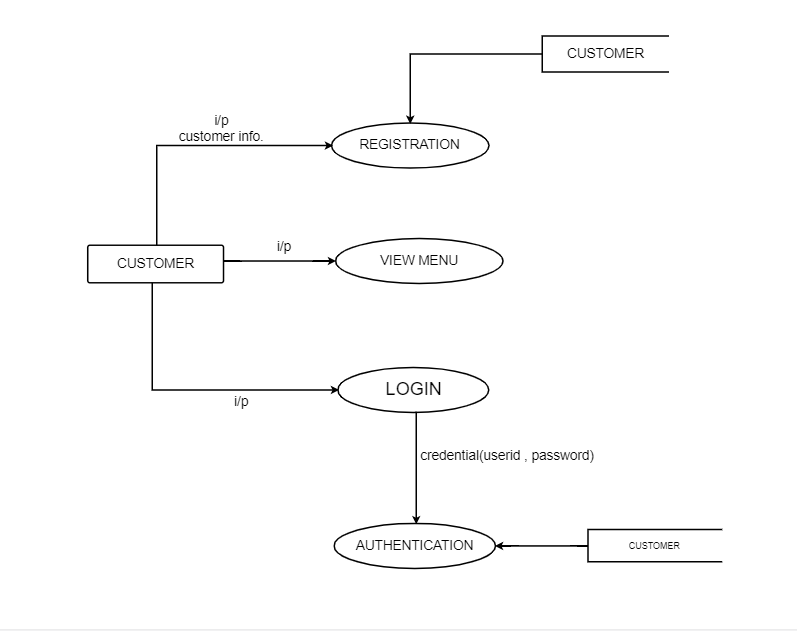 CUSTOMER
i/p
customer info.
REGISTRATION
i/p
CUSTOMER
VIEW MENU
LOGIN
i/p
credential(userid , password)
AUTHENTICATION
CUSTOMER